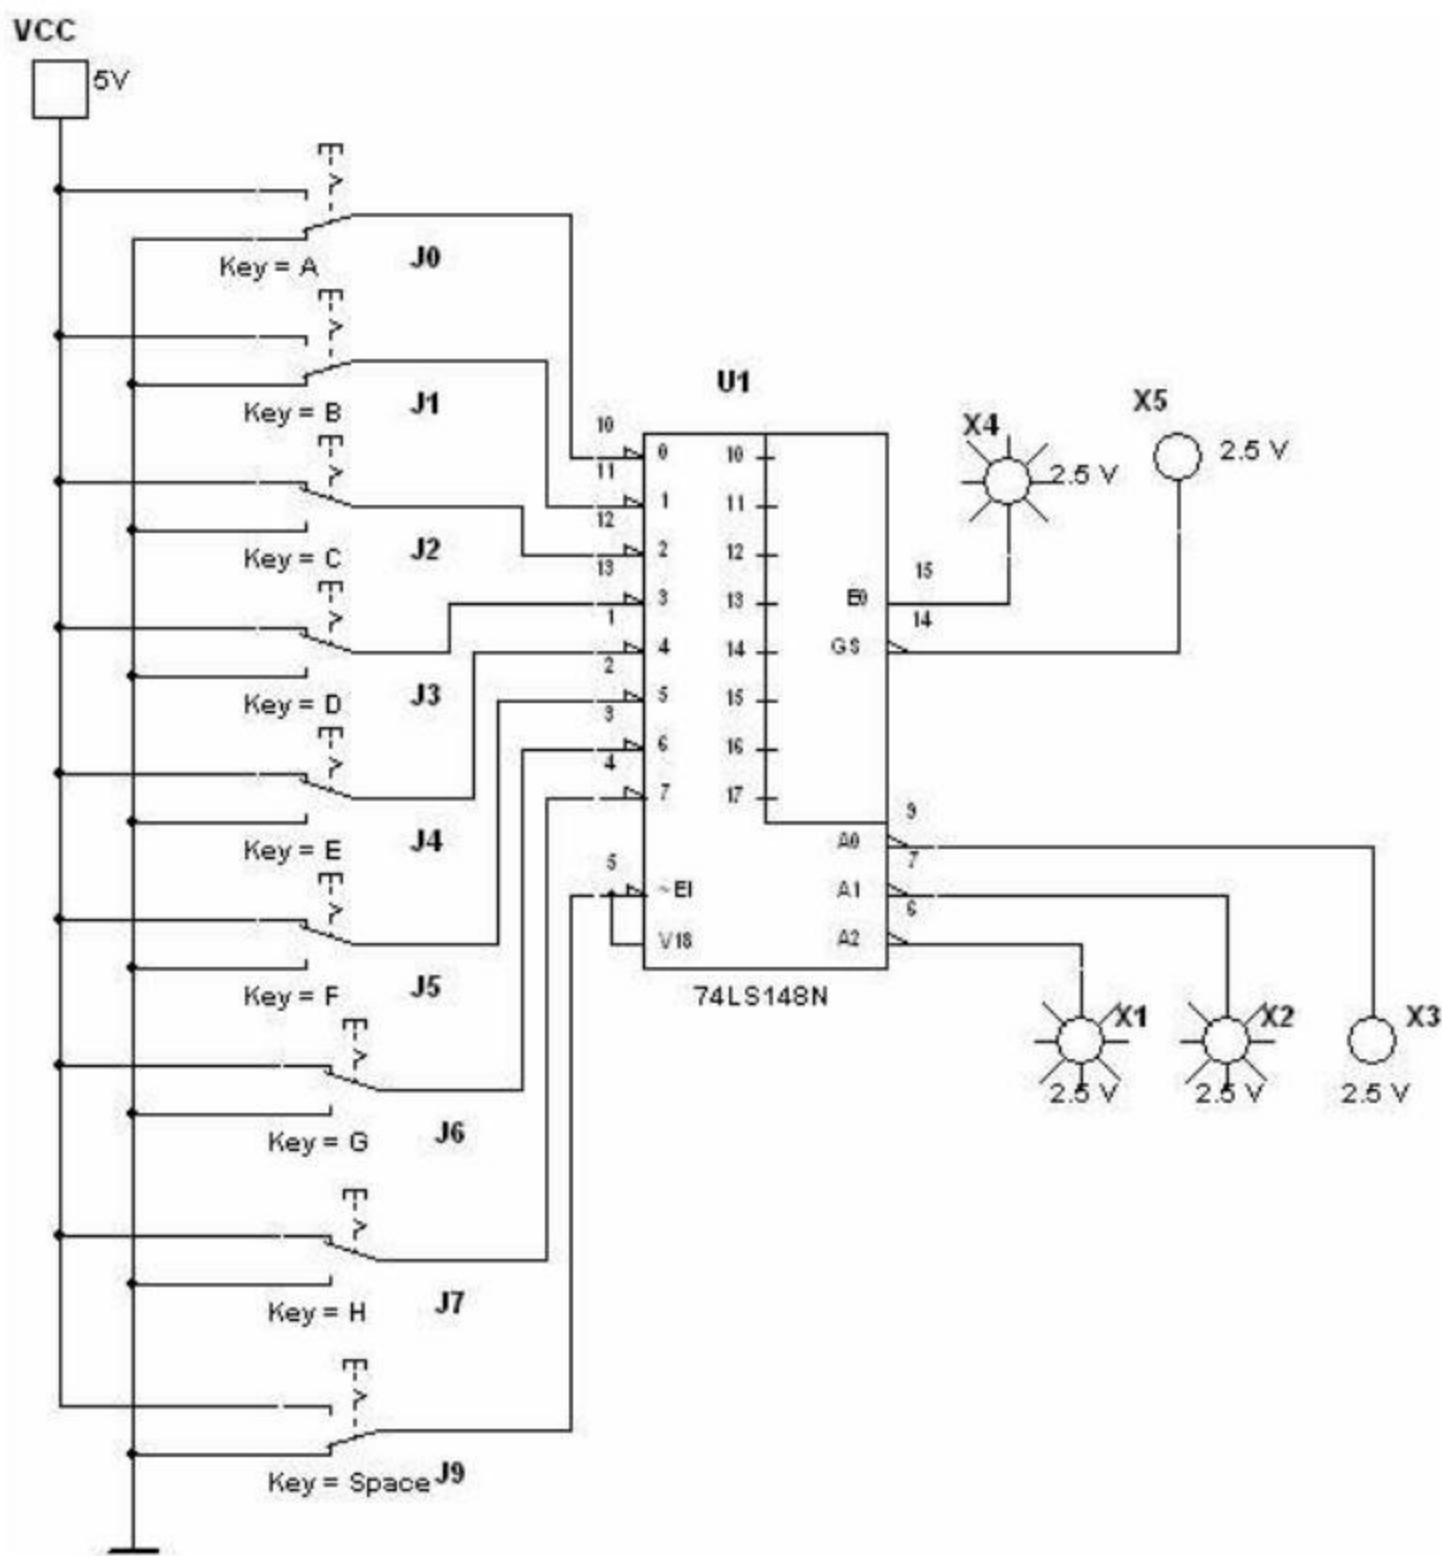 VCC
5V
Key = A
J0
Key = B
J1
Key = C
J2
Key = D
J3
Key = E
J4
Key = F
J5
Key = G
J6
Key = H
J7
Key = Space
J9
U1
10
0
10
11
1
11
12
2
12
13
3
13
1
4
14
2
5
15
3
6
16
4
7
17
5
~EI
V18
74LS148N
E0
15
GS
14
A0
9
A1
7
A2
6
X4
2.5 V
X5
2.5 V
X1
2.5 V
X2
2.5 V
X3
2.5 V